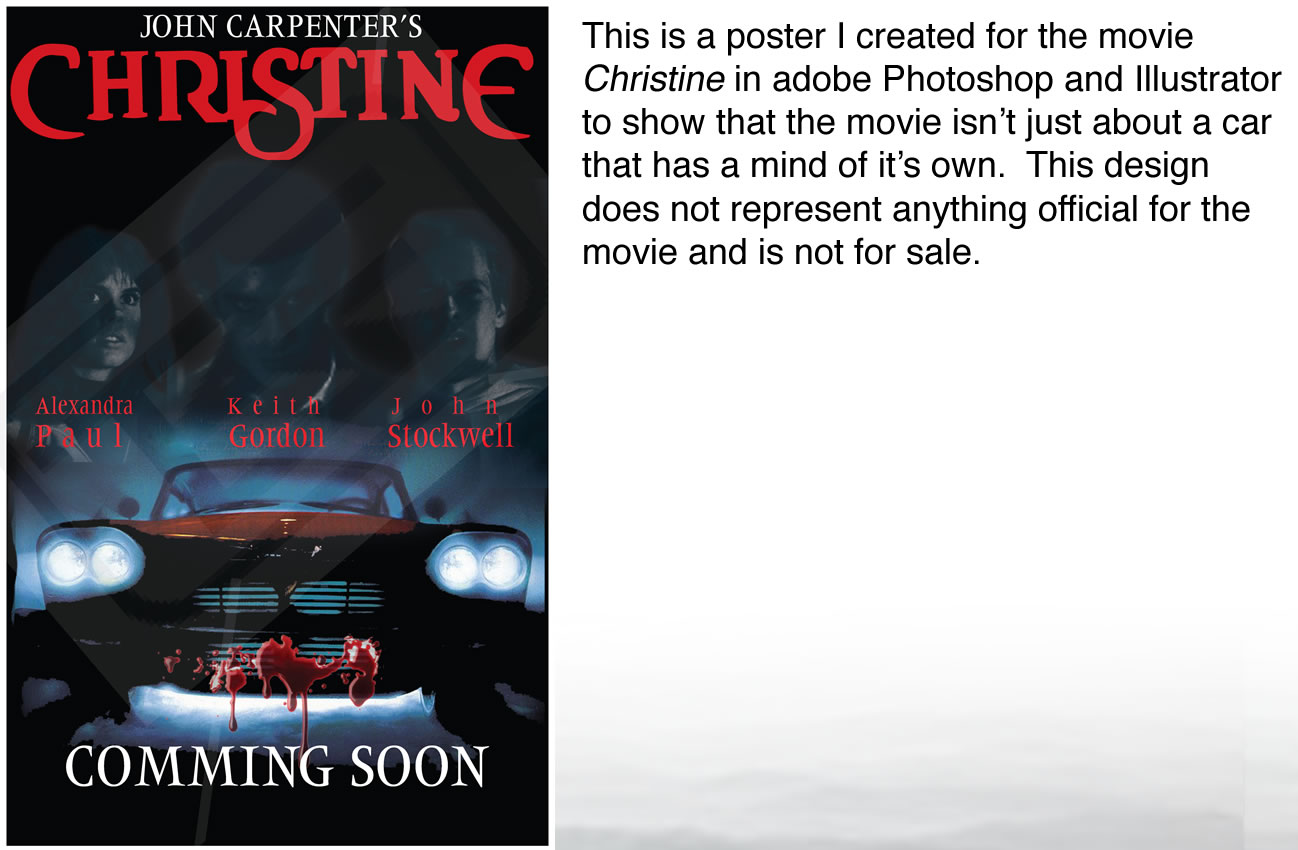 JOHN CARPENTER'S
CHRISTINE
Alexandra Keith John
Paul Gordon Stockwell
COMMING SOON
This is a poster I created for the movie
Christine in adobe Photoshop and Illustrator
to show that the movie isn't just about a car
that has a mind of it's own.  This design
does not represent anything official for the
movie and is not for sale.